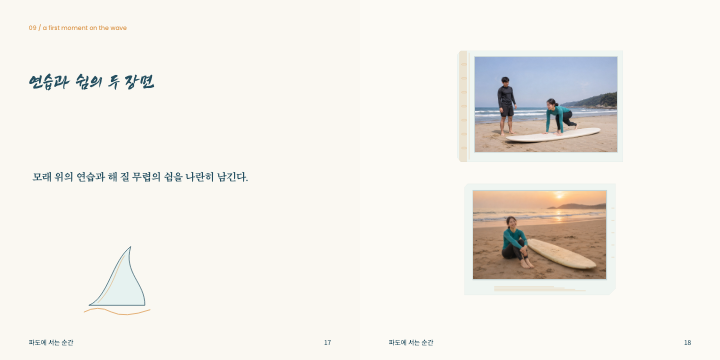 09 / a first moment on the wave
연습과 쉼의 두 장면
모래 위의 연습과 해 질 무렵의 쉼을 나란히 남긴다.
파도에 서는 순간
17
파도에 서는 순간
18